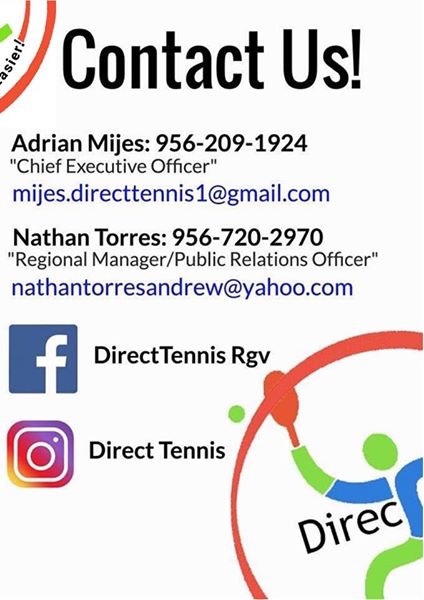 asier!
Contact Us!
Adrian Mijes: 956-209-1924
"Chief Executive Officer"
mijes.directtennis1@gmail.com
Nathan Torres: 956-720-2970
"Regional Manager/Public Relations Officer"
nathantorresandrew@yahoo.com
DirectTennis Rgv
Direct Tennis
Direc